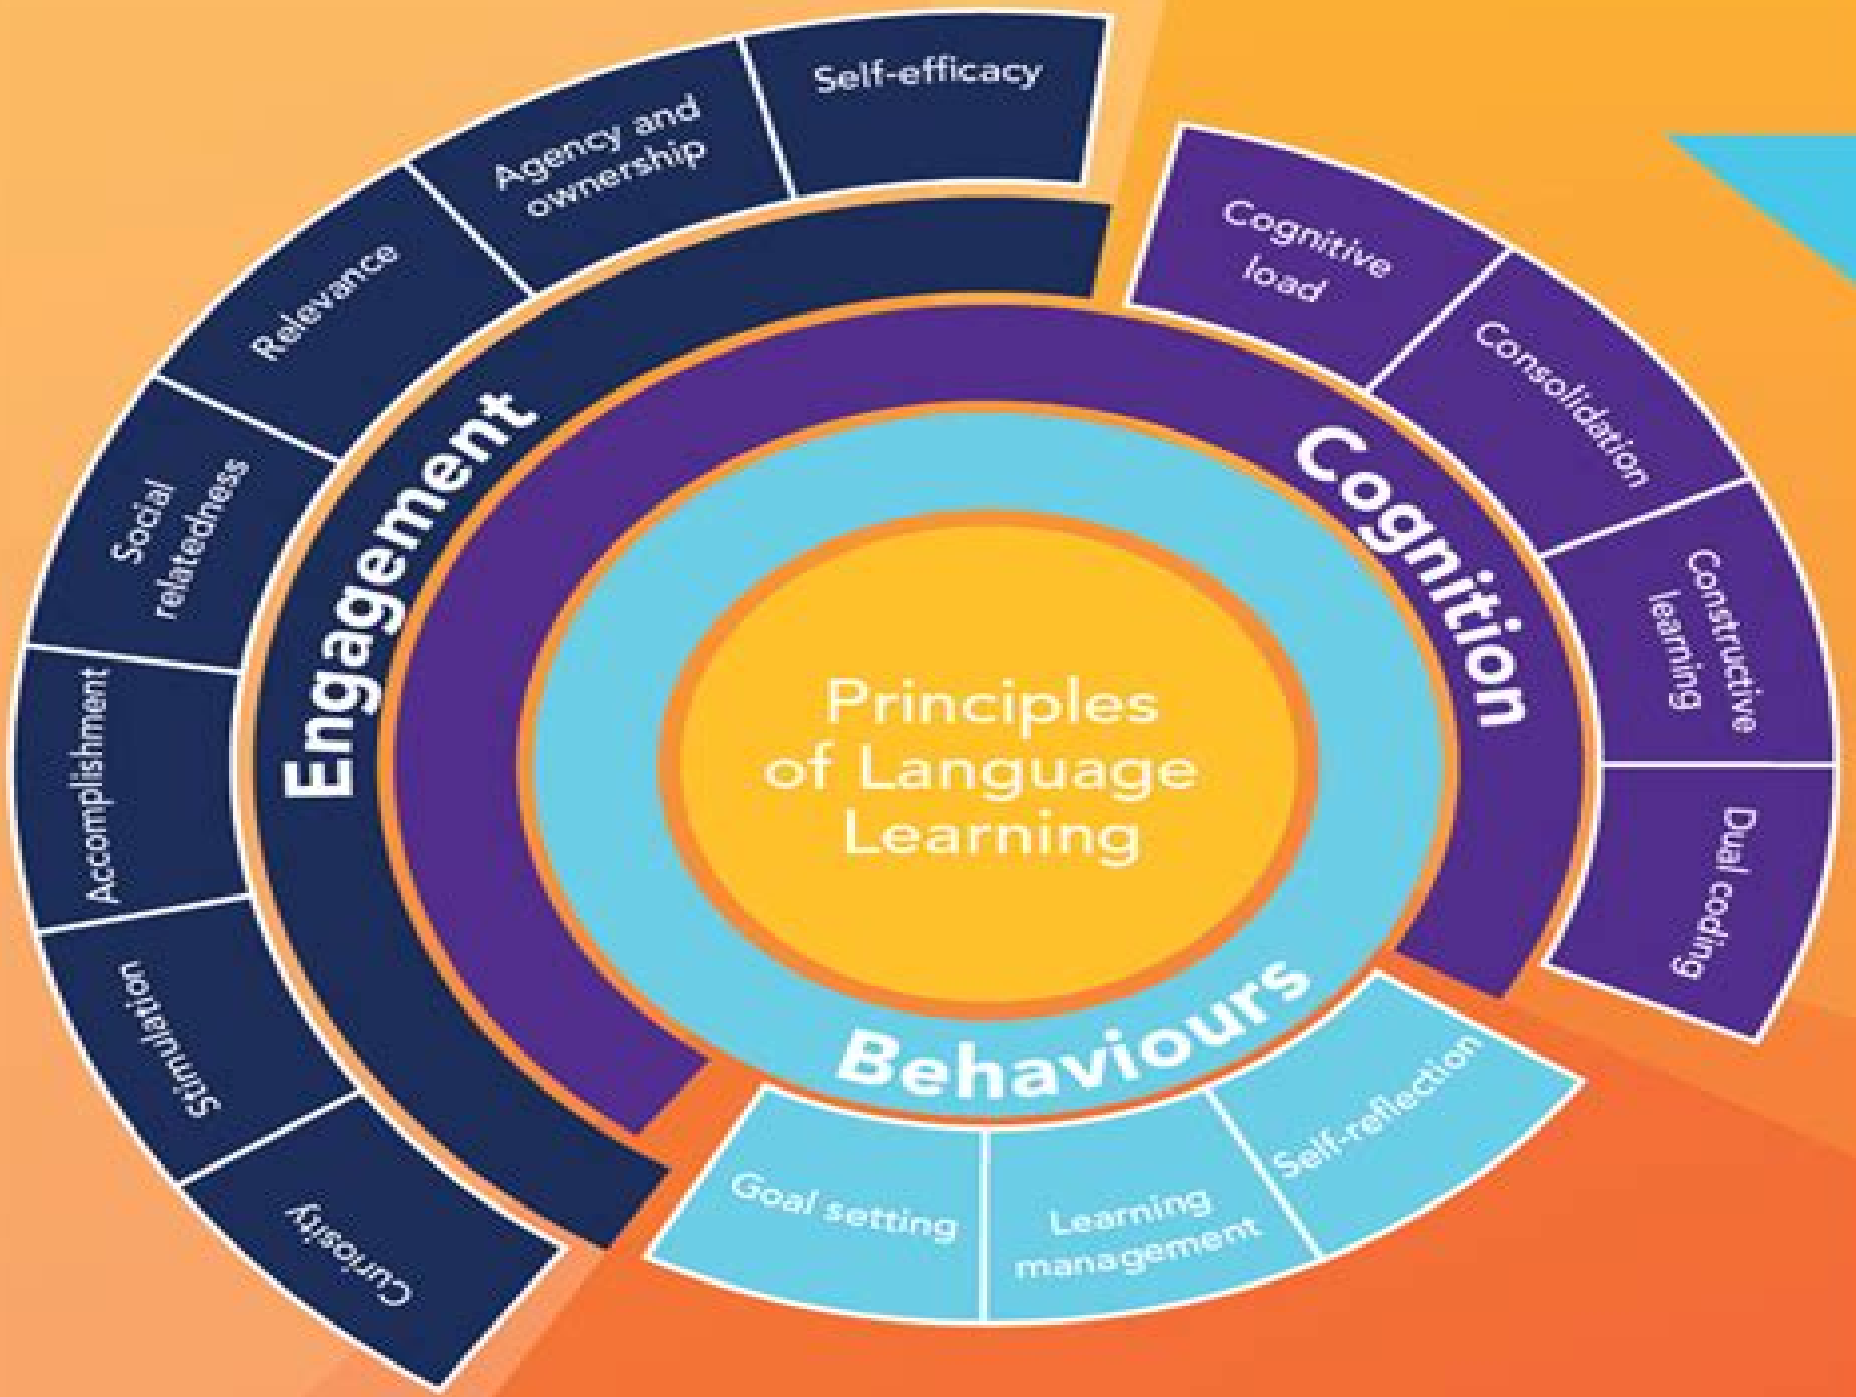 Principles
of Language
Learning
Engagement
Self-efficacy
Agency and
ownership
Relevance
Social
relatedness
Accomplishment
Stimulation
Curiosity
Cognition
Cognitive
load
Consolidation
Constructive
learning
Dual coding
Behaviours
Self-reflection
Learning
management
Goal setting